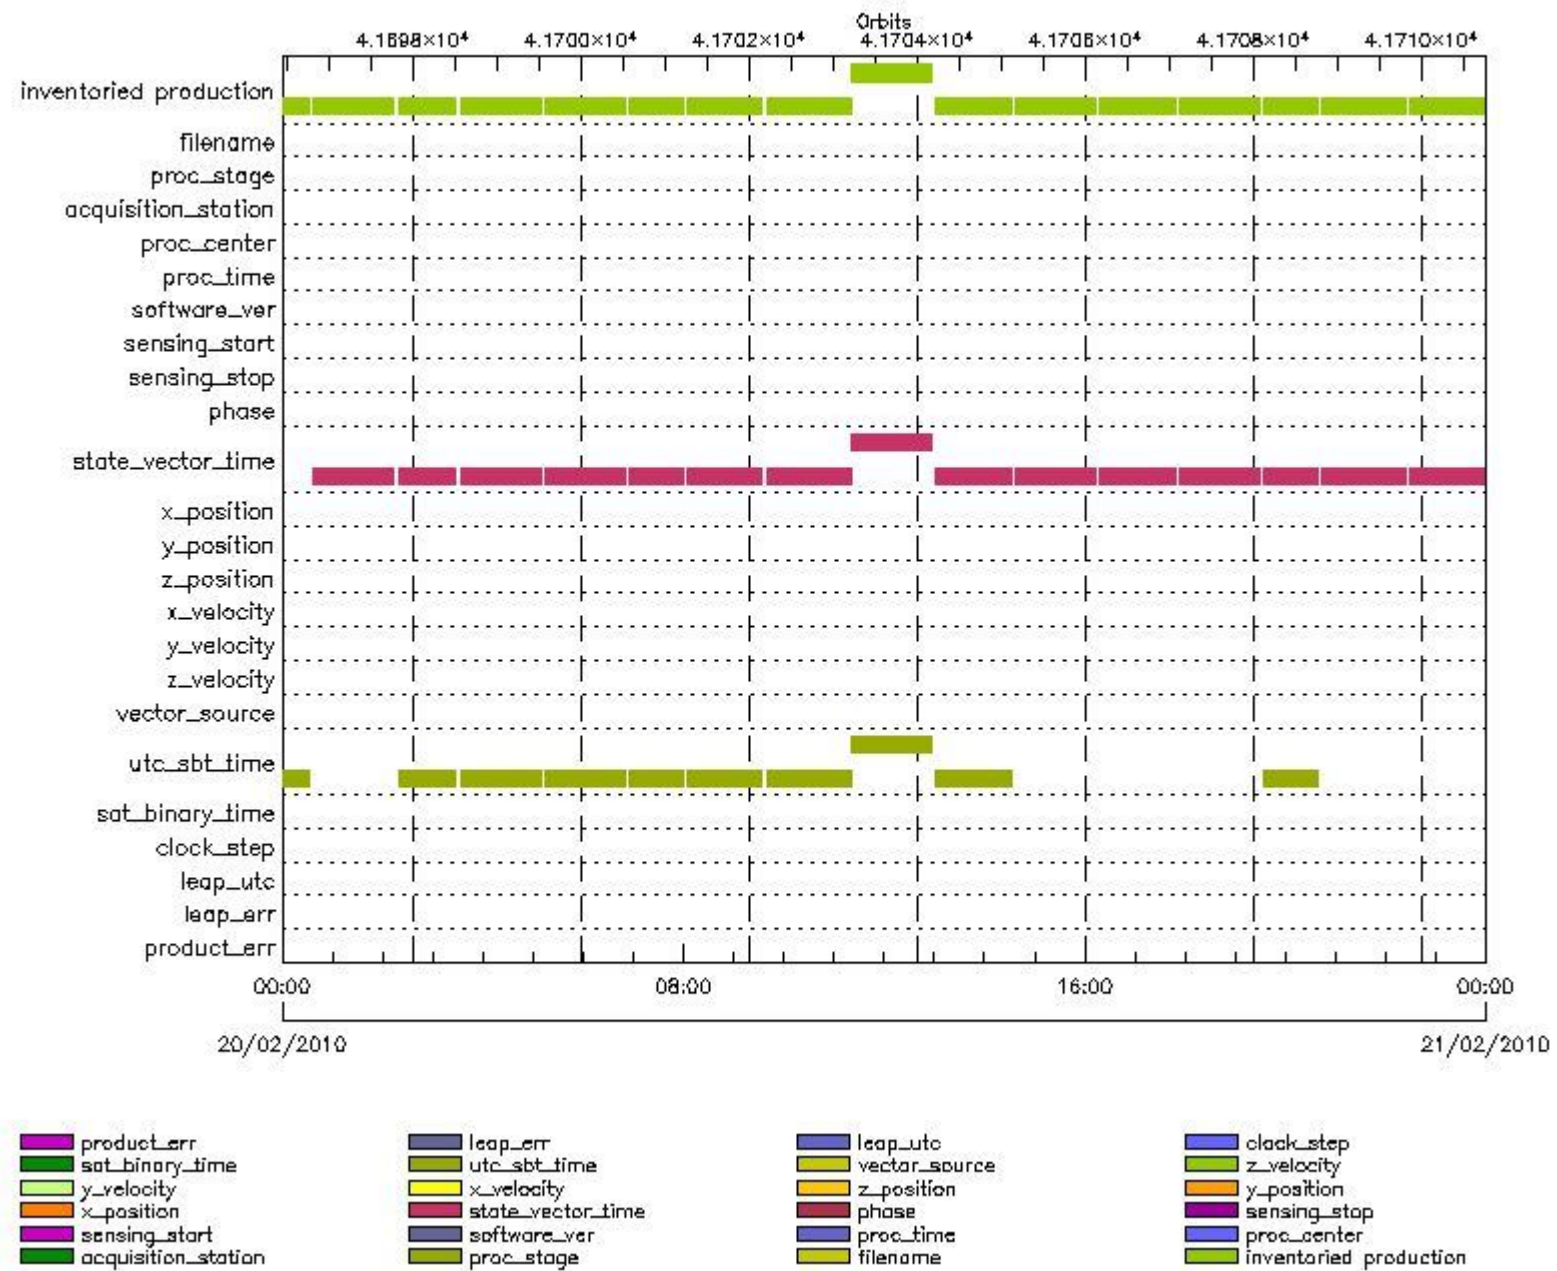 Orbits
4.1698×10⁴ 4.1700×10⁴ 4.1702×10⁴ 4.1704×10⁴ 4.1706×10⁴ 4.1708×10⁴ 4.1710×10⁴
inventoried production
filename
proc_stage
acquisition_station
proc_center
proc_time
software_ver
sensing_start
sensing_stop
phase
state_vector_time
x_position
y_position
z_position
x_velocity
y_velocity
z_velocity
vector_source
utc_sbt_time
sat_binary_time
clock_step
leap_utc
leap_err
product_err
00:00 08:00 16:00 00:00
20/02/2010 21/02/2010
product_err leap_err leap_utc clock_step
sat_binary_time utc_sbt_time vector_source z_velocity
y_velocity x_velocity z_position y_position
x_position state_vector_time phase sensing_stop
sensing_start software_ver proc_time proc_center
acquisition_station proc_stage filename inventoried production